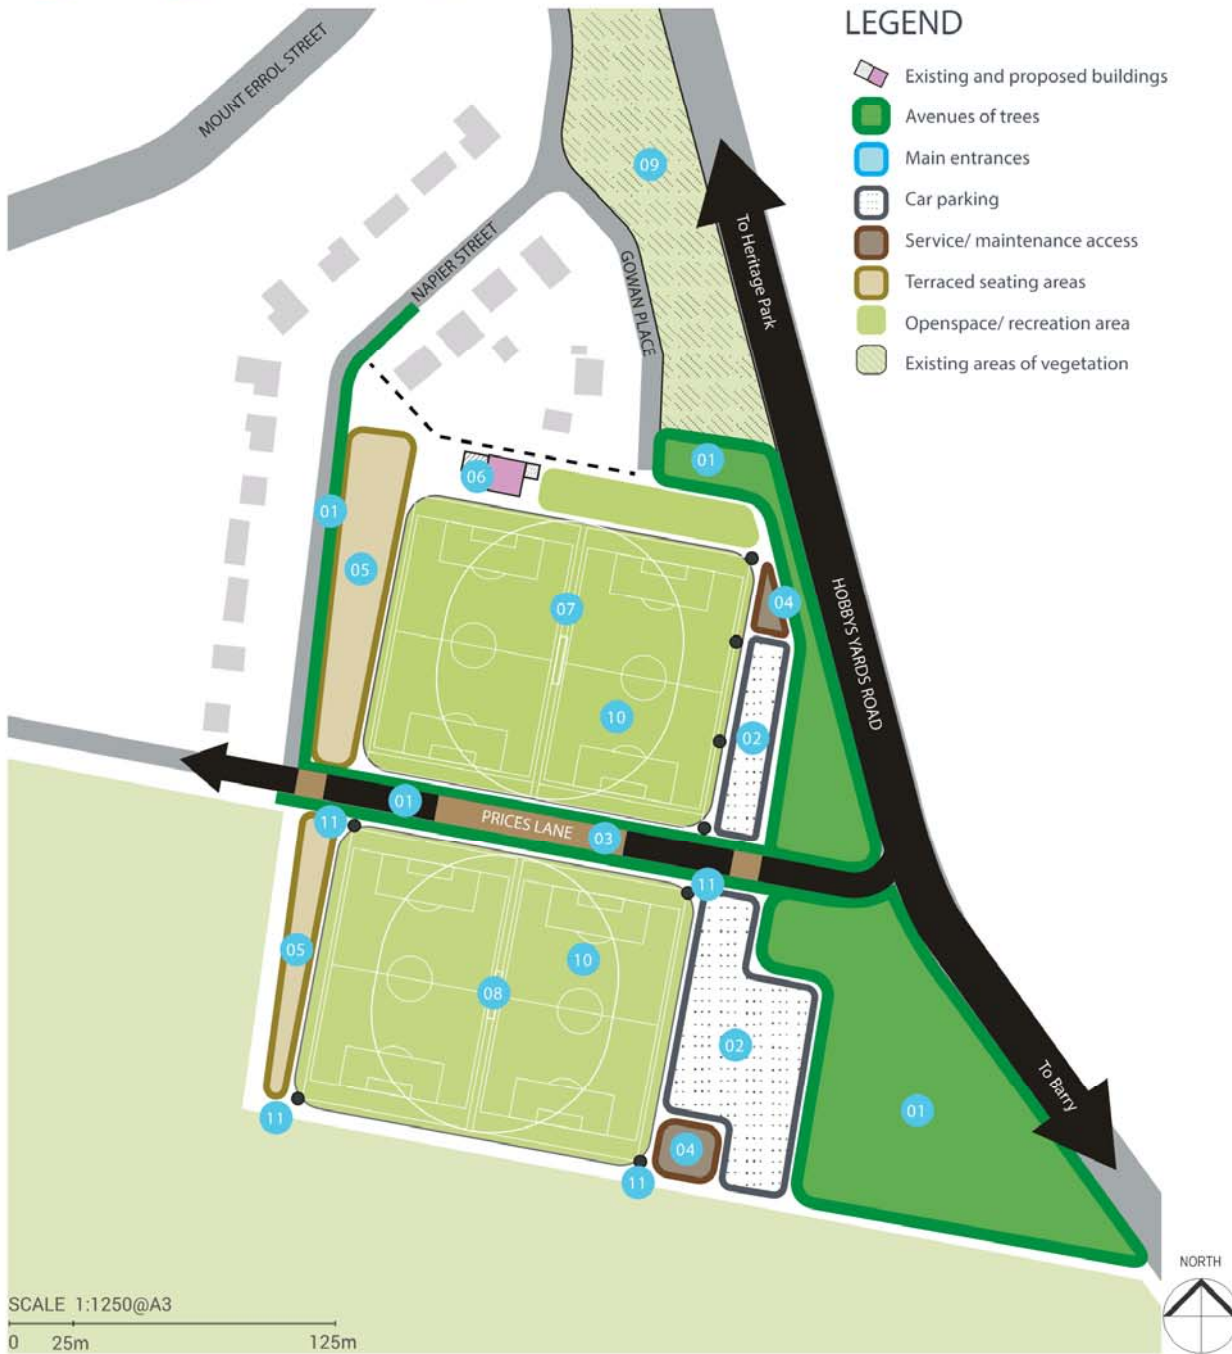 LEGEND
Existing and proposed buildings
Avenues of trees
Main entrances
Car parking
Service/ maintenance access
Terraced seating areas
Openspace/ recreation area
Existing areas of vegetation
MOUNT ERROL STREET
09
To Heritage Park
NAPIER STREET
GOWAN PLACE
01
06
01
05
04
07
HOBBYS YARDS ROAD
10
02
01
PRICES LANE
03
11
11
05
10
08
02
To Barry
01
11
04
11
NORTH
SCALE 1:1250@A3
0 25m 125m